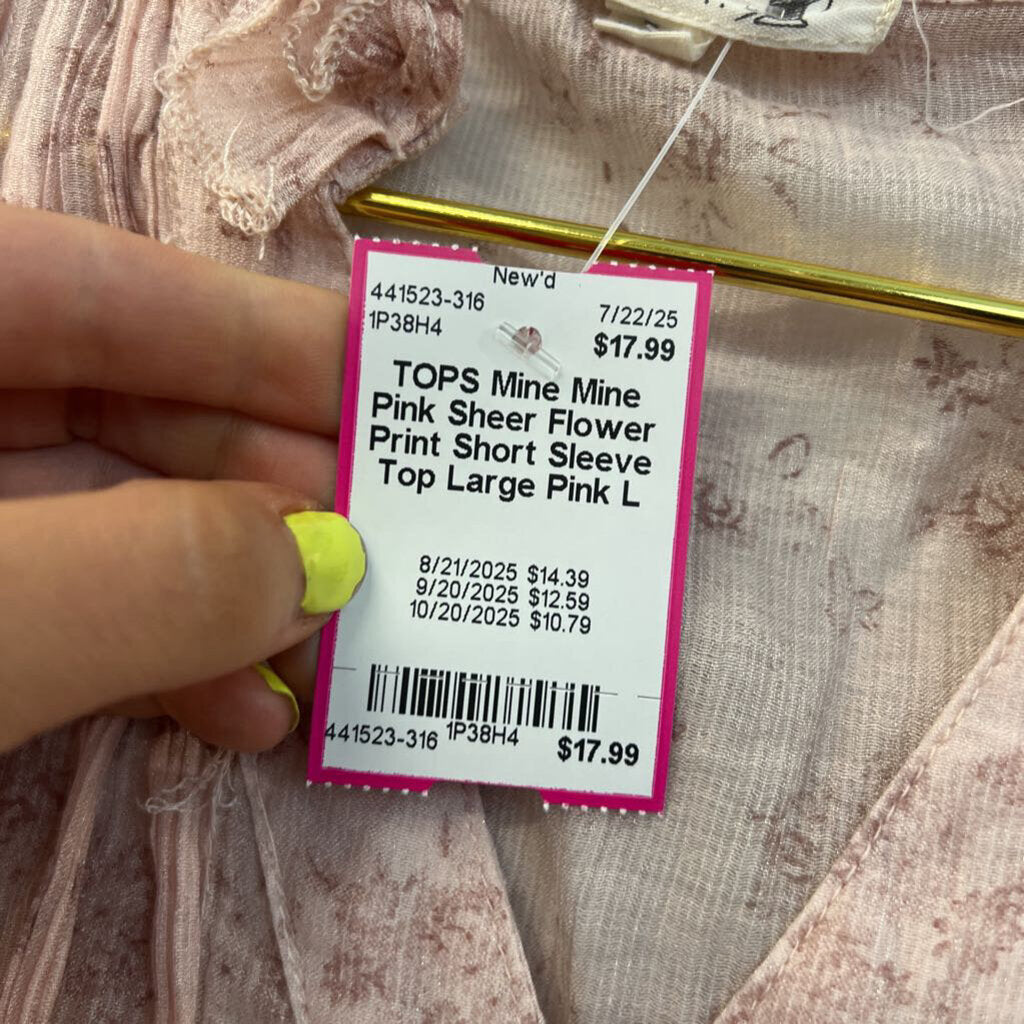 New'd
441523-316 7/22/25
1P38H4 $17.99
TOPS Mine Mine
Pink Sheer Flower
Print Short Sleeve
Top Large Pink L
8/21/2025 $14.39
9/20/2025 $12.59
10/20/2025 $10.79
441523-316 1P38H4 $17.99